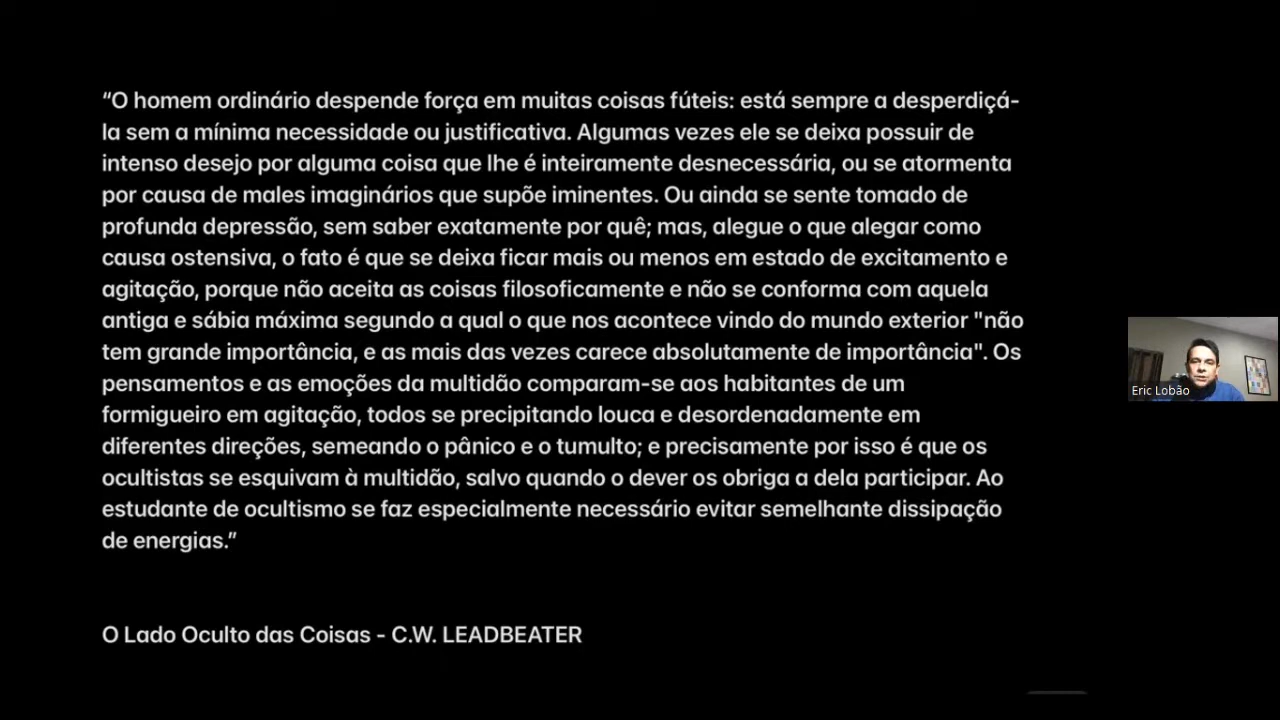 “O homem ordinário despende força em muitas coisas fúteis: está sempre a desperdiçá-
la sem a mínima necessidade ou justificativa. Algumas vezes ele se deixa possuir de
intenso desejo por alguma coisa que lhe é inteiramente desnecessária, ou se atormenta
por causa de males imaginários que supõe iminentes. Ou ainda se sente tomado de
profunda depressão, sem saber exatamente por quê; mas, alegue o que alegar como
causa ostensiva, o fato é que se deixa ficar mais ou menos em estado de excitamento e
agitação, porque não aceita as coisas filosoficamente e não se conforma com aquela
antiga e sábia máxima segundo a qual o que nos acontece vindo do mundo exterior "não
tem grande importância, e as mais das vezes carece absolutamente de importância". Os
pensamentos e as emoções da multidão comparam-se aos habitantes de um
formigueiro em agitação, todos se precipitando louca e desordenadamente em
diferentes direções, semeando o pânico e o tumulto; e precisamente por isso é que os
ocultistas se esquivam à multidão, salvo quando o dever os obriga a dela participar. Ao
estudante de ocultismo se faz especialmente necessário evitar semelhante dissipação
de energias.”
O Lado Oculto das Coisas - C.W. LEADBEATER
Eric Lobão